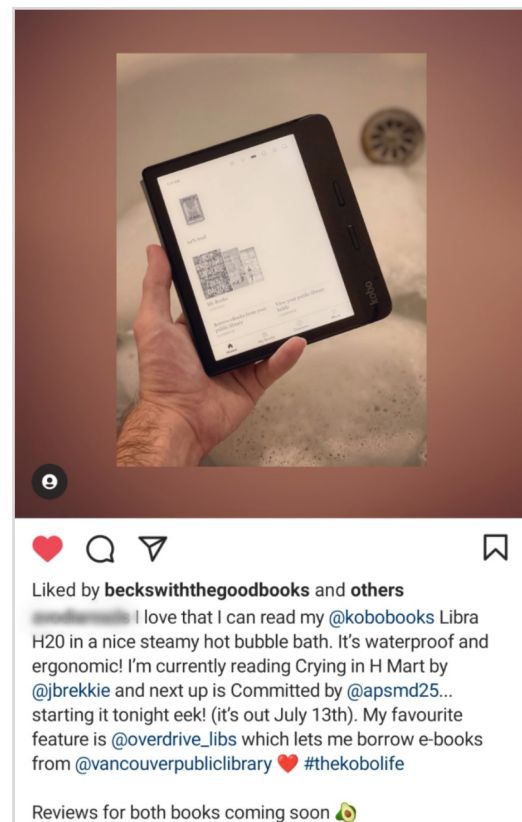 My Books
kobo
Liked by beckswiththegoodbooks and others
I love that I can read my @kobobooks Libra
H20 in a nice steamy hot bubble bath. It's waterproof and
ergonomic! I'm currently reading Crying in H Mart by
@jbrekkie and next up is Committed by @apsmd25...
starting it tonight eek! (it's out July 13th). My favourite
feature is @overdrive_libs which lets me borrow e-books
from @vancouverpubliclibrary ❤️ #thekobolife
Reviews for both books coming soon 🥑